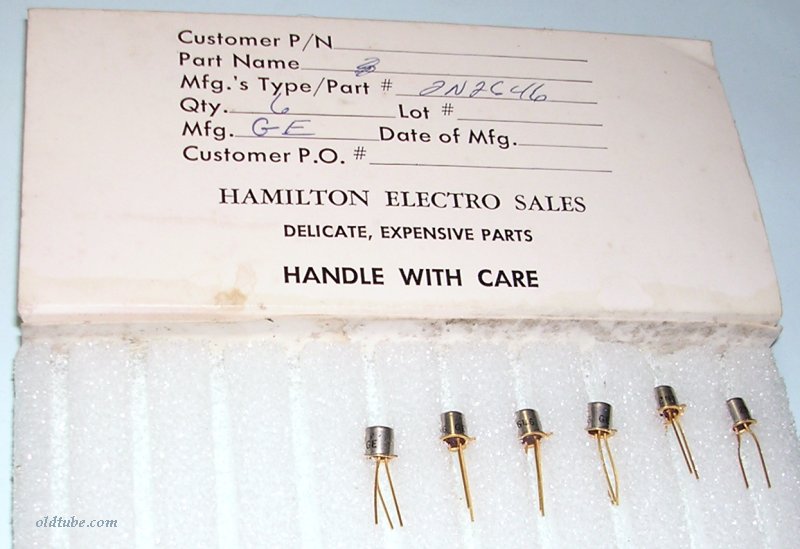 Customer P/N
Part Name
Mfg.'s Type/Part # 2N2646
Qty. 6 Lot #
Mfg. GE Date of Mfg.
Customer P.O. #
HAMILTON ELECTRO SALES
DELICATE, EXPENSIVE PARTS
HANDLE WITH CARE
GE
oldtube.com